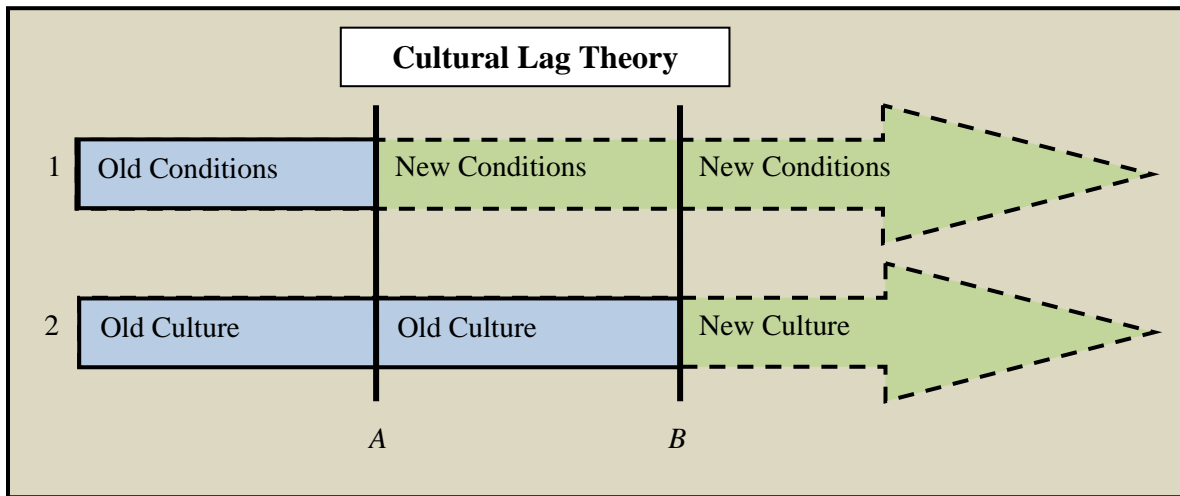 Cultural Lag Theory
1 Old Conditions New Conditions New Conditions
2 Old Culture Old Culture New Culture
A B